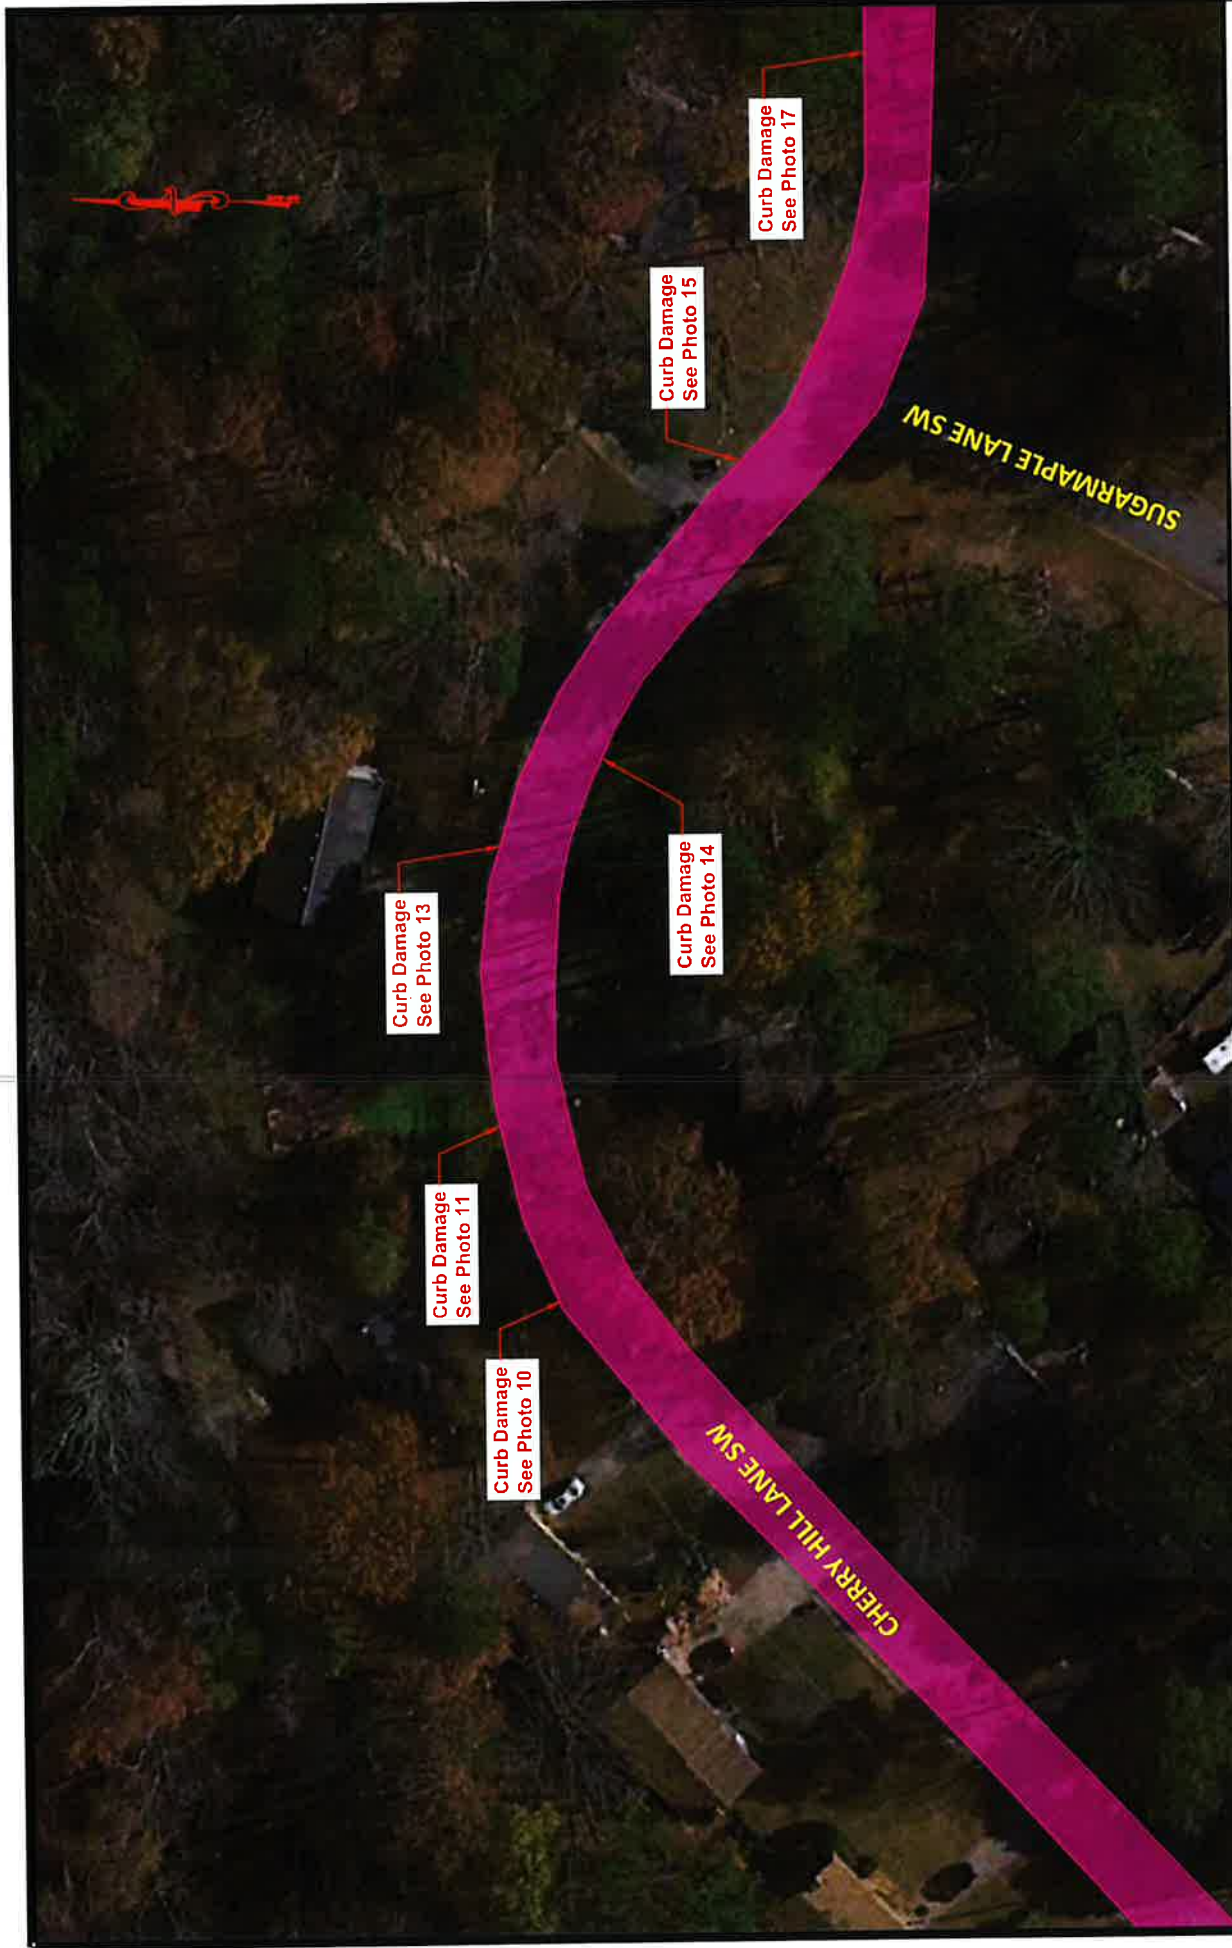 Curb Damage
See Photo 10
Curb Damage
See Photo 11
Curb Damage
See Photo 13
Curb Damage
See Photo 14
Curb Damage
See Photo 15
Curb Damage
See Photo 17
CHERRY HILL LANE SW
SUGARMAPLE LANE SW